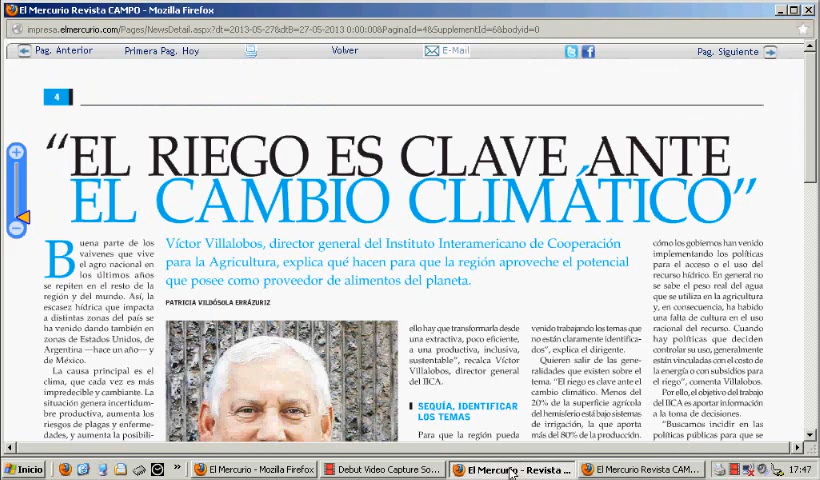 El Mercurio Revista CAMPO - Mozilla Firefox
impresa.elmercurio.com/Pages/NewsDetail.aspx?dt=2013-05-27&dtB=27-05-2013 0:00:00&PaginaId=4&SupplementId=6&bodyid=0
Pag. Anterior Primera Pag. Hoy Volver E-Mail Pag. Siguiente
4
“EL RIEGO ES CLAVE ANTE
EL CAMBIO CLIMÁTICO”
Víctor Villalobos, director general del Instituto Interamericano de Cooperación
para la Agricultura, explica qué hacen para que la región aproveche el potencial
que posee como proveedor de alimentos del planeta.
PATRICIA VILDÓSOLA ERRÁZURIZ
Buena parte de los
vaivenes que vive
el agro nacional en
los últimos años
se repiten en el resto de la
región y del mundo. Así, la
escasez hídrica que impacta
a distintas zonas del país se
ha venido dando también en
zonas de Estados Unidos, de
Argentina —hace un año— y
de México.
La causa principal es el
clima, que cada vez es más
impredecible y cambiante. La
situación genera incertidum-
bre productiva, aumenta los
riesgos de plagas y enferme-
dades, y aumenta la posibili-
ello hay que transformarla desde
una extractiva, poco eficiente,
a una productiva, inclusiva,
sustentable”, recalca Víctor
Villalobos, director general
del IICA.
SEQUÍA, IDENTIFICAR
LOS TEMAS
Para que la región pueda
venido trabajando los temas que
no están claramente identifica-
dos”, explica el dirigente.
Quieren salir de las gene-
ralidades que existen sobre el
tema. “El riego es clave ante el
cambio climático. Menos del
20% de la superficie agrícola
del hemisferio está bajo sistemas
de irrigación, la que aporta
más del 80% de la producción.
cómo los gobiernos han venido
implementando los políticas
para el acceso o el uso del
recurso hídrico. En general no
se sabe el peso real del agua
que se utiliza en la agricultura
y, en consecuencia, ha habido
una falta de cultura en el uso
racional del recurso. Cuando
hay políticas que deciden
controlar su uso, generalmente
están vinculadas con el costo de
la energía o con subsidios para
el riego”, comenta Villalobos.
Por ello, el objetivo del trabajo
del IICA es aportar información
a la toma de decisiones.
“Buscamos incidir en las
políticas públicas para que se
Inicio El Mercurio - Mozilla Firefox Debut Video Capture So... El Mercurio - Revista ... El Mercurio Revista CAM... 17:47